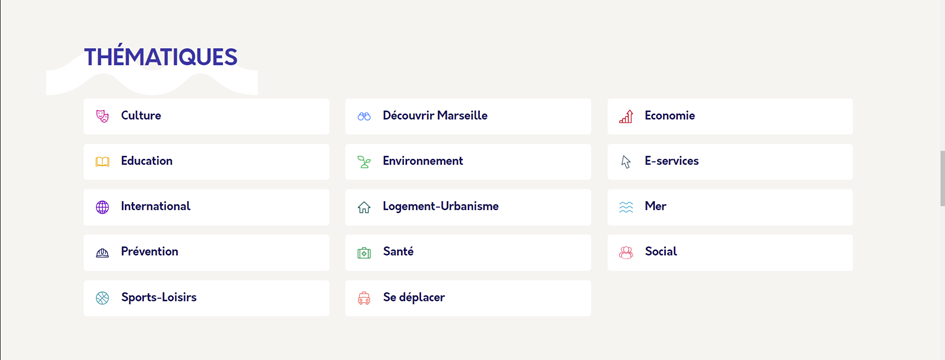 THÉMATIQUES
Culture
Découvrir Marseille
Economie
Education
Environnement
E-services
International
Logement-Urbanisme
Mer
Prévention
Santé
Social
Sports-Loisirs
Se déplacer